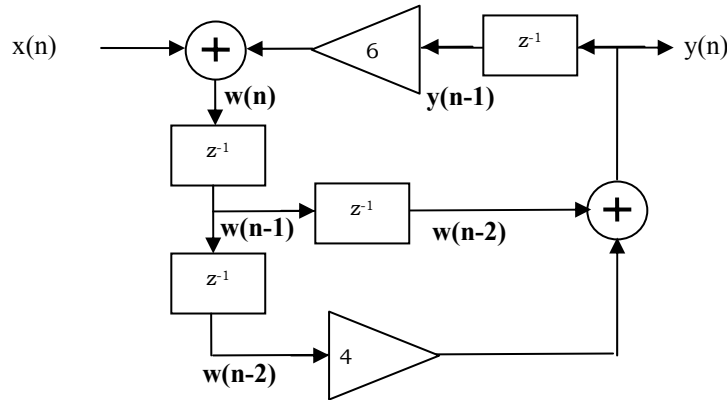 x(n)
+
6
z-1
y(n)
w(n)
y(n-1)
z-1
z-1
+
w(n-1)
w(n-2)
z-1
4
w(n-2)